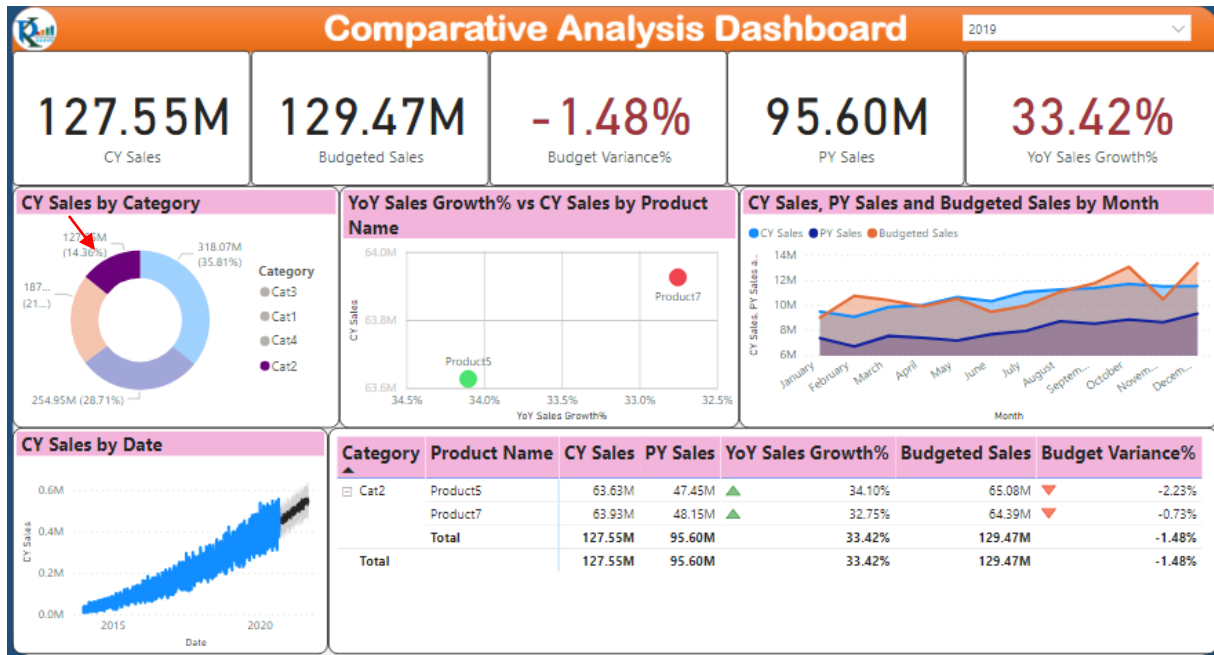 Comparative Analysis Dashboard
2019
127.55M
CY Sales
129.47M
Budgeted Sales
-1.48%
Budget Variance%
95.60M
PY Sales
33.42%
YoY Sales Growth%
CY Sales by Category
(14.36%)
318.07M
(35.81%)
187...
(21...)
254.95M (28.71%)
Category
Cat3
Cat1
Cat4
Cat2
YoY Sales Growth% vs CY Sales by Product
Name
CY Sales
64.0M
63.8M
63.6M
Product7
Product5
34.5% 34.0% 33.5% 33.0% 32.5%
YoY Sales Growth%
CY Sales, PY Sales and Budgeted Sales by Month
CY Sales PY Sales Budgeted Sales
CY Sales, PY Sales a...
14M
12M
10M
8M
6M
January February March April May June July August Septem... October Novem... Decem...
Month
CY Sales by Date
CY Sales
0.6M
0.4M
0.2M
0.0M
2015 2020
Date
Category Product Name CY Sales PY Sales YoY Sales Growth% Budgeted Sales Budget Variance%
Cat2 Product5 63.63M 47.45M 34.10% 65.08M -2.23%
Product7 63.93M 48.15M 32.75% 64.39M -0.73%
Total 127.55M 95.60M 33.42% 129.47M -1.48%
Total 127.55M 95.60M 33.42% 129.47M -1.48%